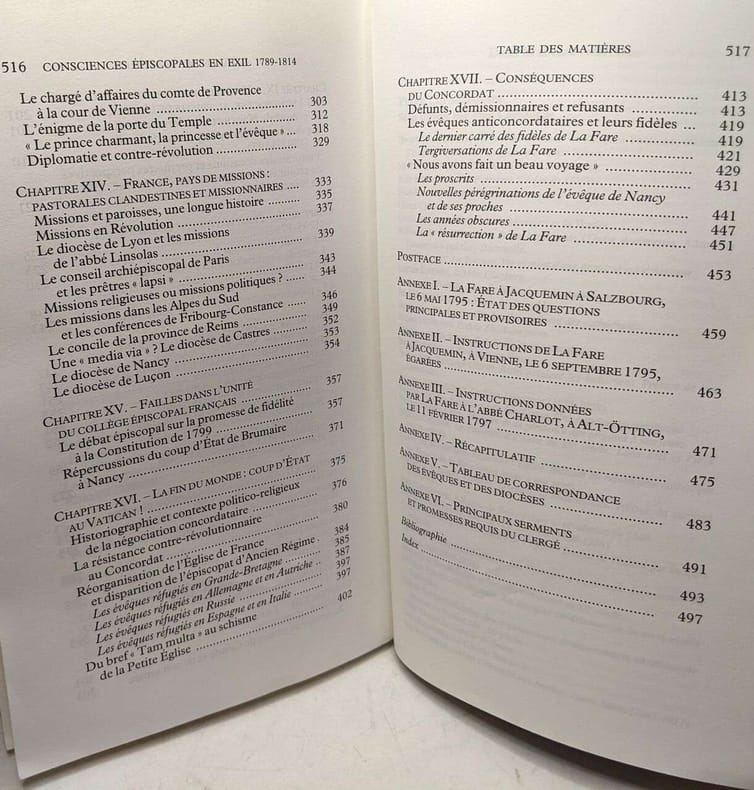 516 CONSCIENCES ÉPISCOPALES EN EXIL 1789-1814
Le chargé d'affaires du comte de Provence
à la cour de Vienne ........ 303
L'énigme de la porte du Temple ........ 312
« Le prince charmant, la princesse et l'évêque » ... 318
Diplomatie et contre-révolution ........ 329
CHAPITRE XIV. – FRANCE, PAYS DE MISSIONS :
PASTORALES CLANDESTINES ET MISSIONNAIRES .... 333
Missions et paroisses, une longue histoire ........ 335
Missions en Révolution ........ 337
Le diocèse de Lyon et les missions
de l'abbé Linsolas ........ 339
Le conseil archiépiscopal de Paris
et les prêtres « lapsi » ........ 343
Missions religieuses ou missions politiques ? ........ 344
Les missions dans les Alpes du Sud
et les conférences de Fribourg-Constance ........ 346
Le concile de la province de Reims ........ 349
Une « media via » ? Le diocèse de Castres ........ 352
Le diocèse de Nancy ........ 353
Le diocèse de Luçon ........ 354
CHAPITRE XV. – FAILLES DANS L'UNITÉ
DU COLLÈGE ÉPISCOPAL FRANÇAIS ........ 357
Le débat épiscopal sur la promesse de fidélité
à la Constitution de 1799 ........ 357
Répercussions du coup d'État de Brumaire
à Nancy ........ 371
CHAPITRE XVI. – LA FIN DU MONDE : COUP D'ÉTAT
AU VATICAN ! ........ 375
Historiographie et contexte politico-religieux
de la négociation concordataire ........ 376
La résistance contre-révolutionnaire
au Concordat ........ 380
Réorganisation de l'Église de France
et disparition de l'épiscopat d'Ancien Régime . 384
Les évêques réfugiés en Grande-Bretagne ........ 385
Les évêques réfugiés en Allemagne et en Autriche . 387
Les évêques réfugiés en Russie ........ 397
Les évêques réfugiés en Espagne et en Italie ........ 397
Du bref « Tam multa » au schisme
de la Petite Église ........ 402
TABLE DES MATIÈRES 517
CHAPITRE XVII. – CONSÉQUENCES
DU CONCORDAT ........ 413
Défunts, démissionnaires et refusants ........ 413
Les évêques anticoncordataires et leurs fidèles ... 419
Le dernier carré des fidèles de La Fare ........ 419
Tergiversations de La Fare ........ 421
« Nous avons fait un beau voyage » ........ 429
Les proscrits ........ 431
Nouvelles pérégrinations de l'évêque de Nancy
et de ses proches ........ 441
Les années obscures ........ 447
La « résurrection » de La Fare ........ 451
POSTFACE ........ 453
ANNEXE I. – LA FARE À JACQUEMIN À SALZBOURG,
LE 6 MAI 1795 : ÉTAT DES QUESTIONS
PRINCIPALES ET PROVISOIRES ........ 459
ANNEXE II. – INSTRUCTIONS DE LA FARE
À JACQUEMIN, À VIENNE, LE 6 SEPTEMBRE 1795,
ÉGARÉES ........ 463
ANNEXE III. – INSTRUCTIONS DONNÉES
PAR LA FARE À L'ABBÉ CHARLOT, À ALT-ÖTTING,
LE 11 FÉVRIER 1797 ........ 471
ANNEXE IV. – RÉCAPITULATIF ........ 475
ANNEXE V. – TABLEAU DE CORRESPONDANCE
DES ÉVÊQUES ET DES DIOCÈSES ........ 483
ANNEXE VI. – PRINCIPAUX SERMENTS
ET PROMESSES REQUIS DU CLERGÉ ........ 491
Bibliographie ........ 493
Index ........ 497